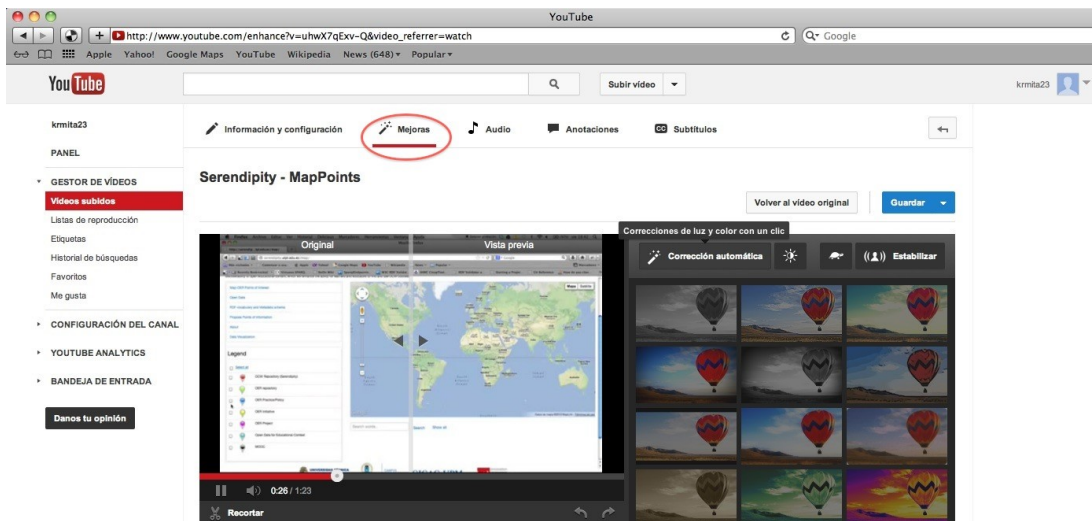 YouTube
http://www.youtube.com/enhance?v=uhwX7qExv-Q&video_referrer=watch
Google
Apple Yahoo! Google Maps YouTube Wikipedia News (648) Popular
YouTube
Subir vídeo
krmita23
krmita23
Información y configuración Mejoras Audio Anotaciones CC Subtítulos
PANEL
GESTOR DE VÍDEOS
Vídeos subidos
Listas de reproducción
Etiquetas
Historial de búsquedas
Favoritos
Me gusta
CONFIGURACIÓN DEL CANAL
YOUTUBE ANALYTICS
BANDEJA DE ENTRADA
Danos tu opinión
Serendipity - MapPoints
Volver al vídeo original Guardar
Correcciones de luz y color con un clic
Original Vista previa
Corrección automática Estabilizar
Legend
0:26 / 1:23
Recortar